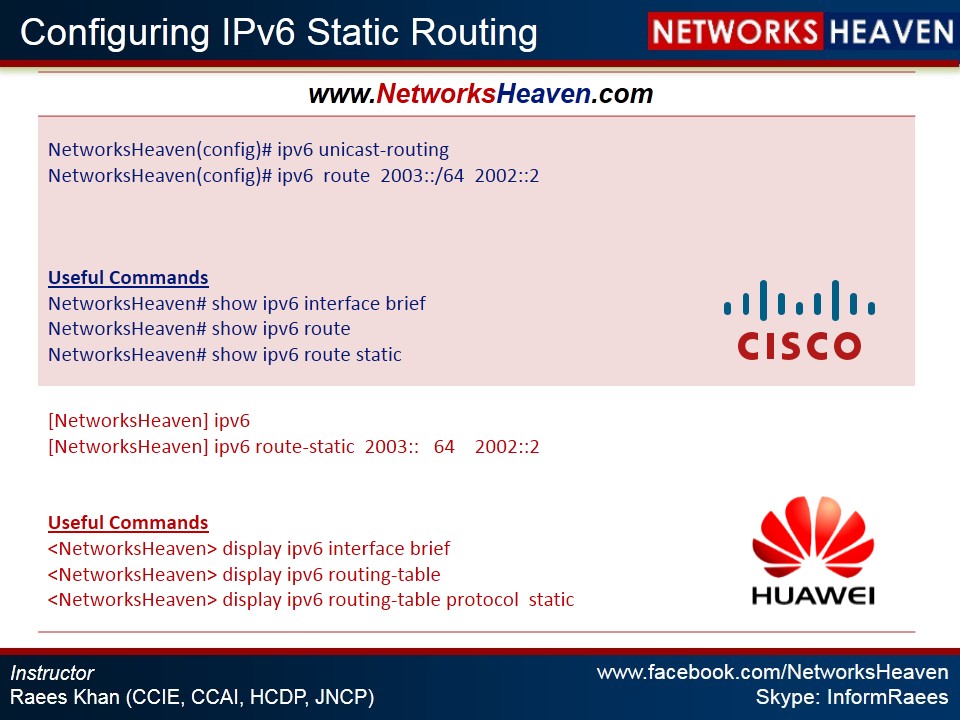 Configuring IPv6 Static Routing
NETWORKS HEAVEN
www.NetworksHeaven.com
NetworksHeaven(config)# ipv6 unicast-routing
NetworksHeaven(config)# ipv6  route  2003::/64  2002::2
Useful Commands
NetworksHeaven# show ipv6 interface brief
NetworksHeaven# show ipv6 route
NetworksHeaven# show ipv6 route static
CISCO
[NetworksHeaven] ipv6
[NetworksHeaven] ipv6 route-static  2003::   64    2002::2
Useful Commands
<NetworksHeaven> display ipv6 interface brief
<NetworksHeaven> display ipv6 routing-table
<NetworksHeaven> display ipv6 routing-table protocol  static
HUAWEI
Instructor
Raees Khan (CCIE, CCAI, HCDP, JNCP)
www.facebook.com/NetworksHeaven
Skype: InformRaees